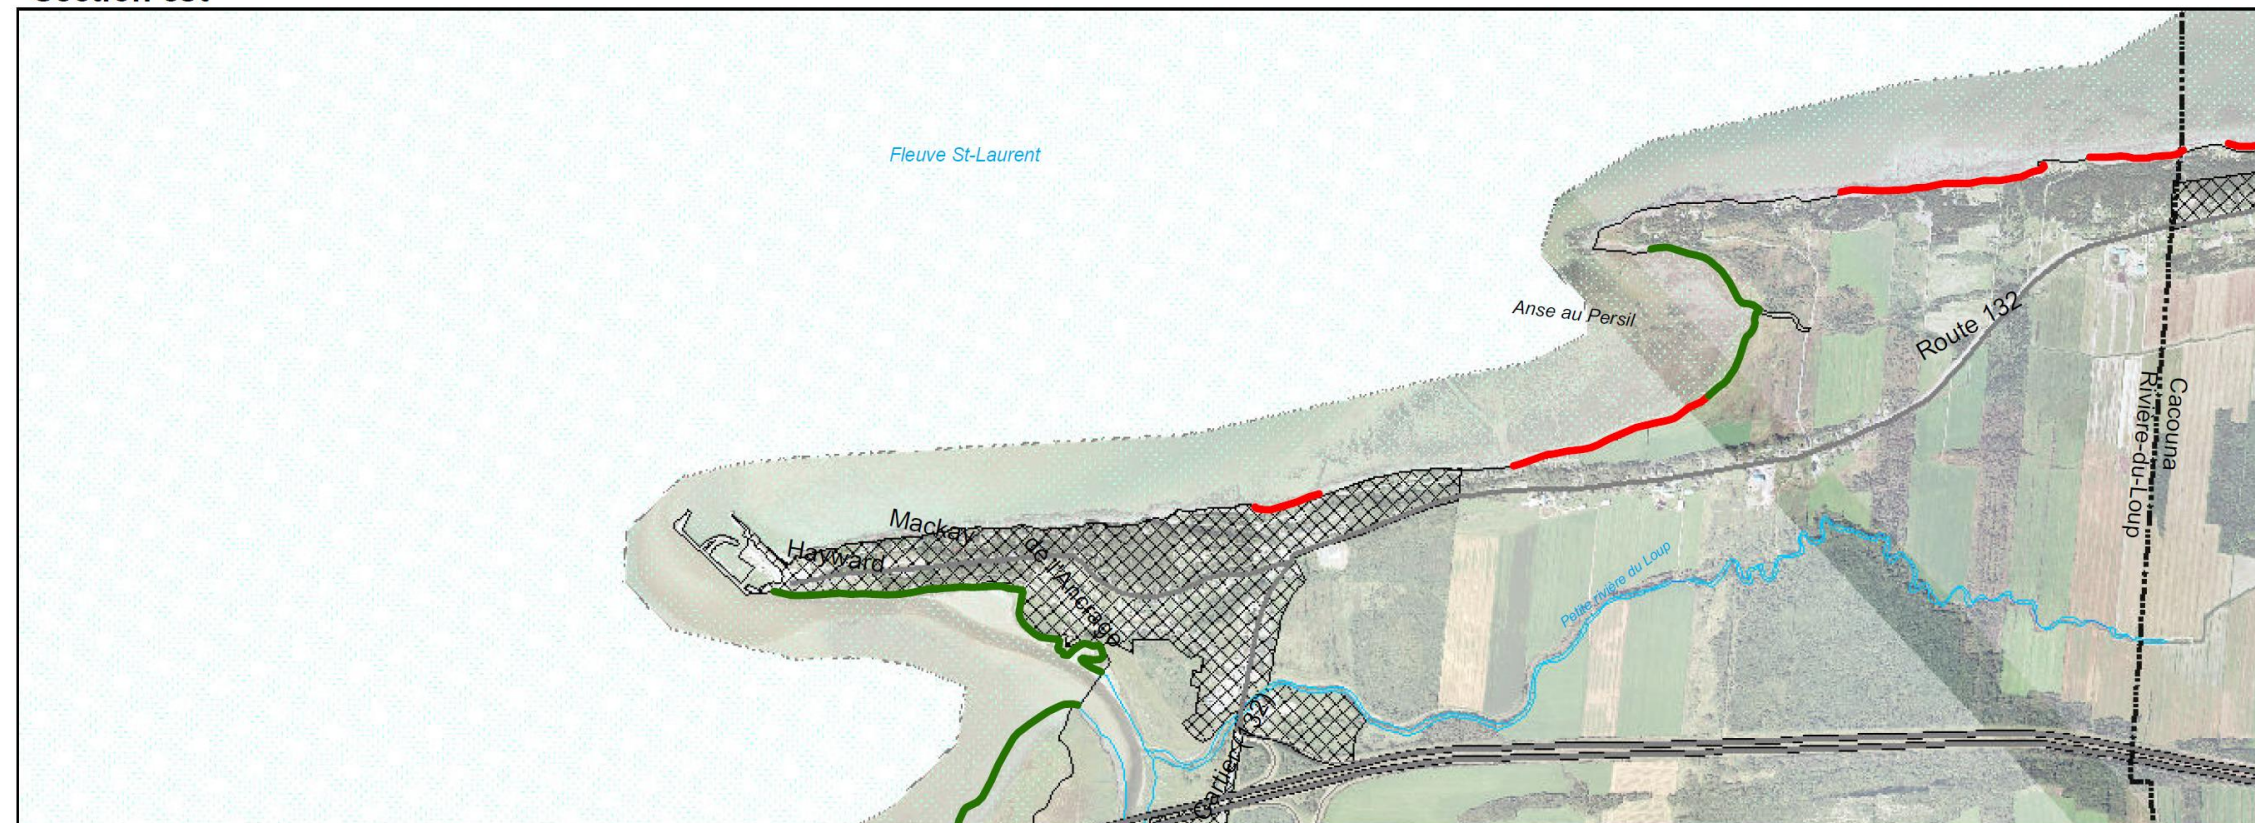 Fleuve St-Laurent
Anse au Persil
Route 132
Cacouna
Rivière-du-Loup
Mackay
Hayward
de l'Ancrage
Petite rivière du Loup
Cartier (132)